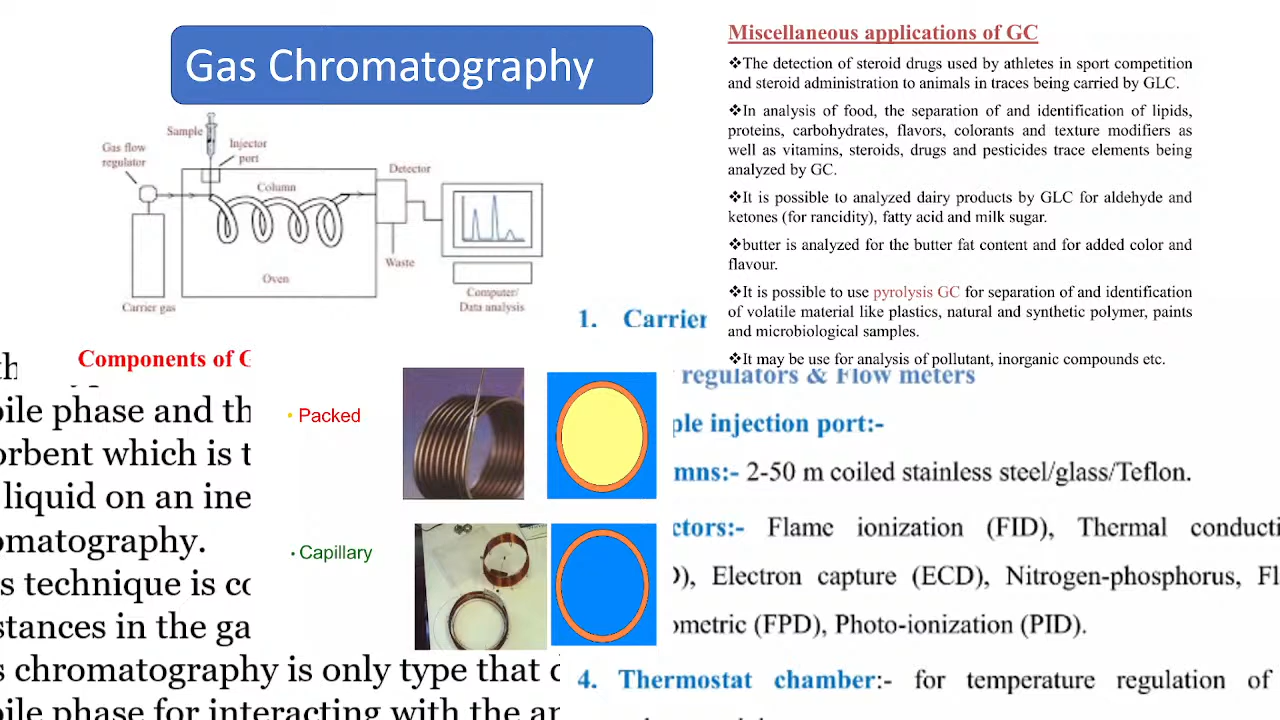 Gas Chromatography
Sample
Gas flow
regulator
Injector
port
Column
Detector
Oven
Waste
Carrier gas
Computer/
Data analysis
Miscellaneous applications of GC
❖The detection of steroid drugs used by athletes in sport competition
and steroid administration to animals in traces being carried by GLC.
❖In analysis of food, the separation of and identification of lipids,
proteins, carbohydrates, flavors, colorants and texture modifiers as
well as vitamins, steroids, drugs and pesticides trace elements being
analyzed by GC.
❖It is possible to analyzed dairy products by GLC for aldehyde and
ketones (for rancidity), fatty acid and milk sugar.
❖butter is analyzed for the butter fat content and for added color and
flavour.
❖It is possible to use pyrolysis GC for separation of and identification
of volatile material like plastics, natural and synthetic polymer, paints
and microbiological samples.
❖It may be use for analysis of pollutant, inorganic compounds etc.
Components of
pile phase and th
orbent which is t
liquid on an ine
omatography.
s technique is co
stances in the ga
s chromatography is only type that
pile phase for interacting with the an
• Packed
• Capillary
1. Carrier
regulators & Flow meters
ple injection port:-
mns:- 2-50 m coiled stainless steel/glass/Teflon.
ctors:- Flame ionization (FID), Thermal conducti
), Electron capture (ECD), Nitrogen-phosphorus, Fl
ometric (FPD), Photo-ionization (PID).
4. Thermostat chamber:- for temperature regulation of